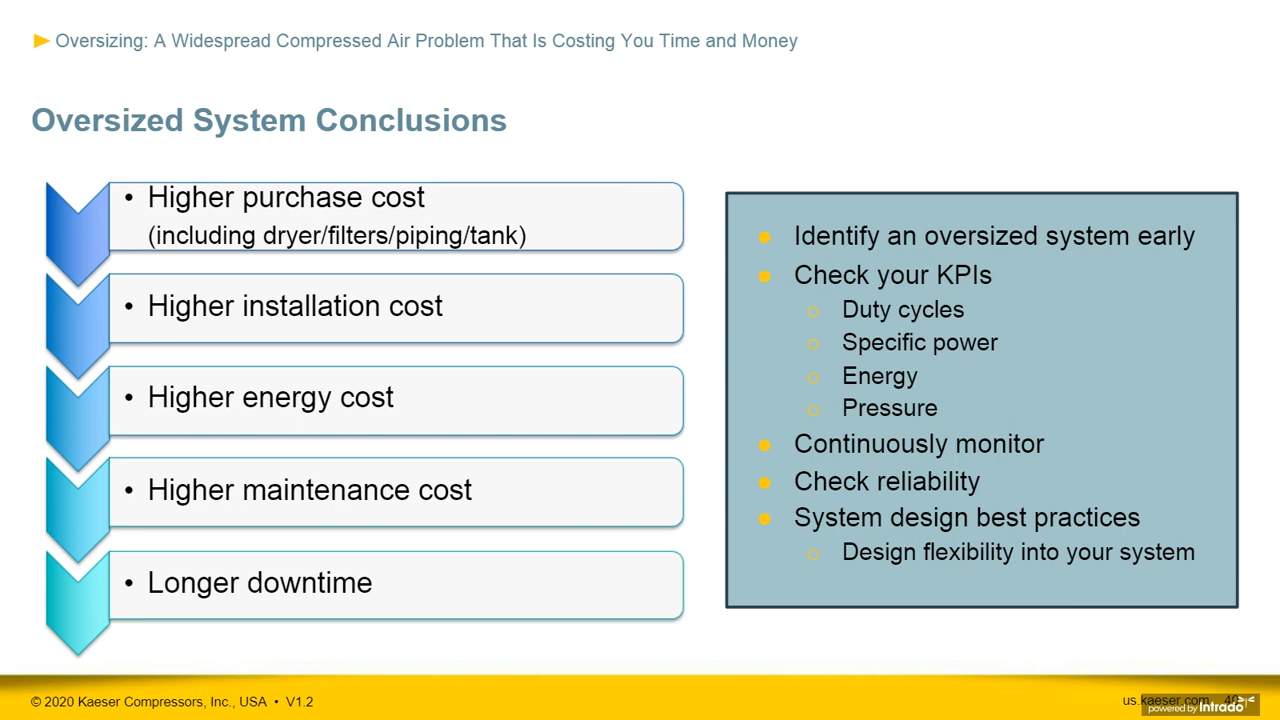 Oversizing: A Widespread Compressed Air Problem That Is Costing You Time and Money
Oversized System Conclusions
• Higher purchase cost
(including dryer/filters/piping/tank)
• Higher installation cost
• Higher energy cost
• Higher maintenance cost
• Longer downtime
● Identify an oversized system early
● Check your KPIs
○ Duty cycles
○ Specific power
○ Energy
○ Pressure
● Continuously monitor
● Check reliability
● System design best practices
○ Design flexibility into your system
© 2020 Kaeser Compressors, Inc., USA • V1.2
us.kaeser.com
powered by intrado